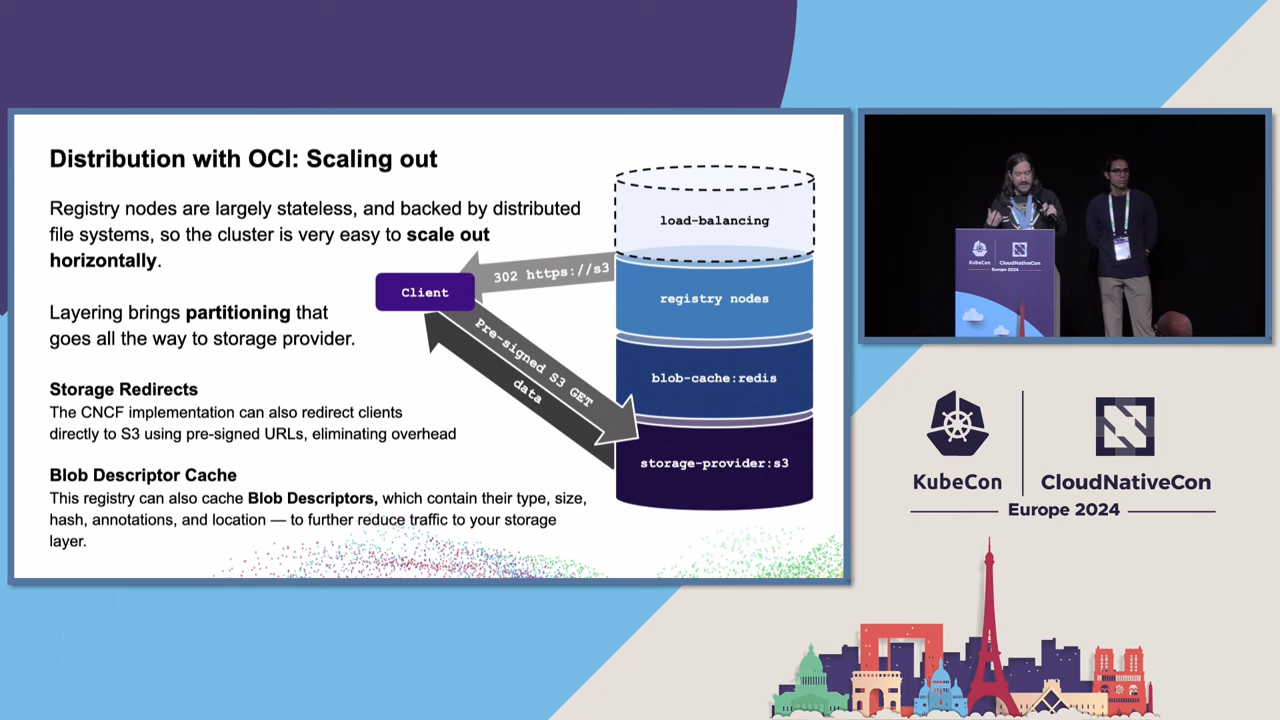 Distribution with OCI: Scaling out
Registry nodes are largely stateless, and backed by distributed
file systems, so the cluster is very easy to scale out
horizontally.
Layering brings partitioning that
goes all the way to storage provider.
Storage Redirects
The CNCF implementation can also redirect clients
directly to S3 using pre-signed URLs, eliminating overhead
Blob Descriptor Cache
This registry can also cache Blob Descriptors, which contain their type, size,
hash, annotations, and location — to further reduce traffic to your storage
layer.
Client
302 https://s3
Pre-signed S3 GET
data
load-balancing
registry nodes
blob-cache:redis
storage-provider:s3
KubeCon
CloudNativeCon
Europe 2024
KubeCon
CloudNativeCon
Europe 2024